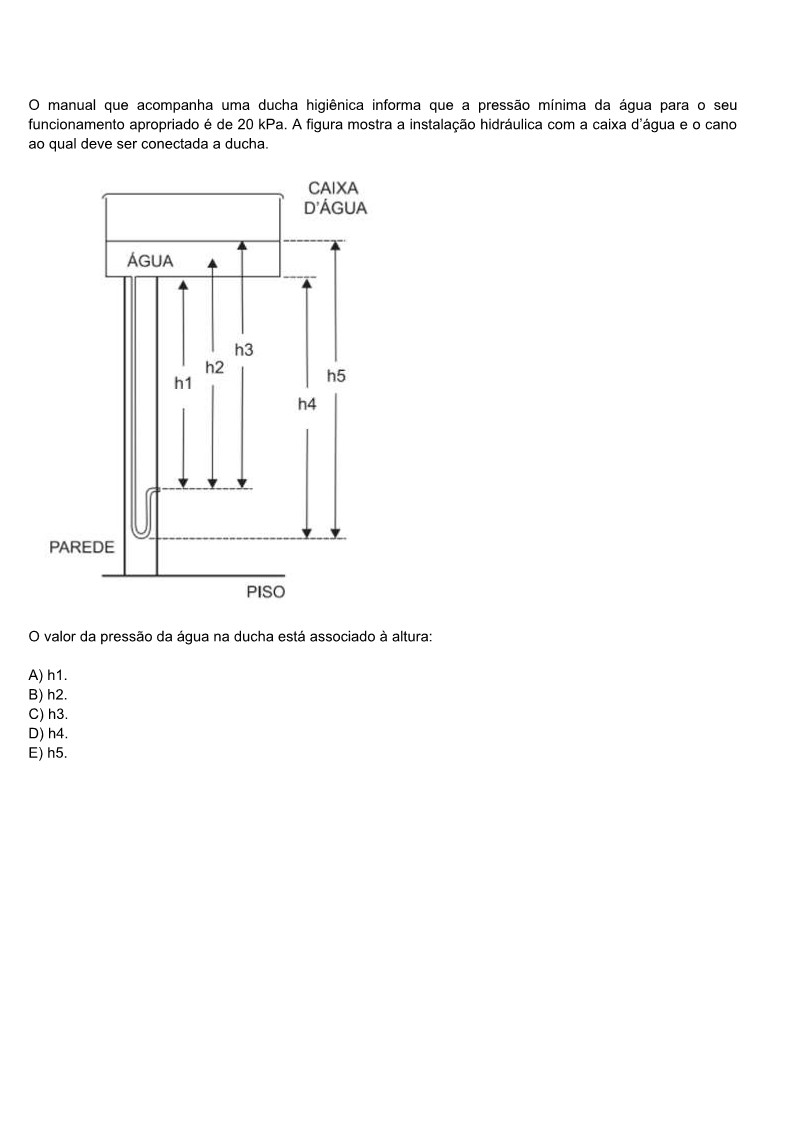 O manual que acompanha uma ducha higiênica informa que a pressão mínima da água para o seu
funcionamento apropriado é de 20 kPa. A figura mostra a instalação hidráulica com a caixa d'água e o cano
ao qual deve ser conectada a ducha.
CAIXA
D'ÁGUA
ÁGUA
h3
h2
h5
h1
h4
PAREDE
PISO
O valor da pressão da água na ducha está associado à altura:
A) h1.
B) h2.
C) h3.
D) h4.
E) h5.